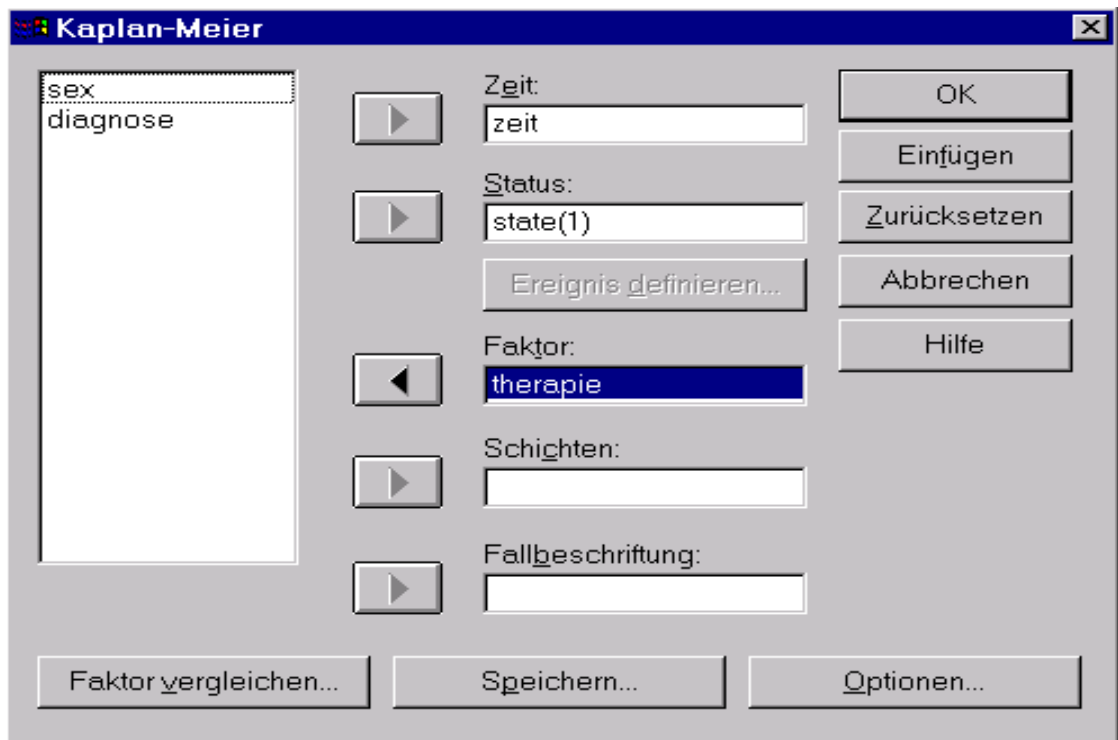 Kaplan-Meier
sex
diagnose
Zeit:
zeit
Status:
state(1)
Ereignis definieren...
Faktor:
therapie
Schichten:
Fallbeschriftung:
OK
Einfügen
Zurücksetzen
Abbrechen
Hilfe
Faktor vergleichen...
Speichern...
Optionen...